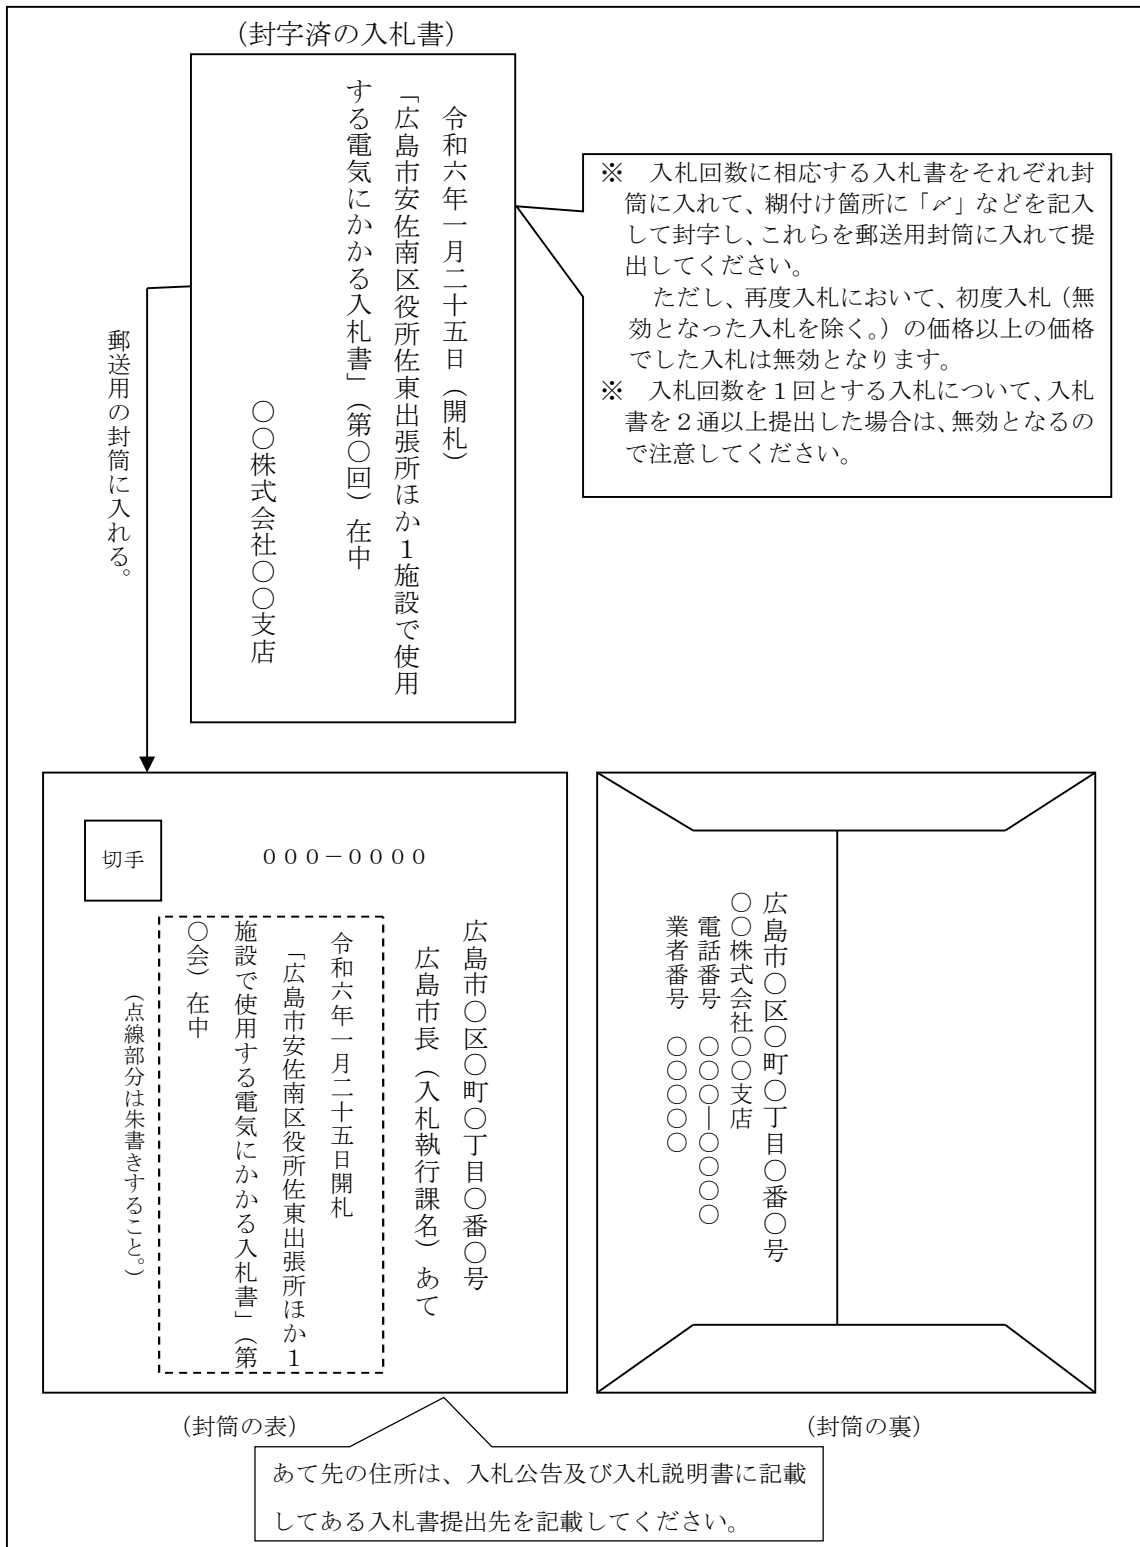 (封字済の入札書)
令和六年一月二十五日(開札)
「広島市安佐南区役所佐東出張所ほか１施設で使用
する電気にかかる入札書」(第〇回)在中
〇〇株式会社〇〇支店
※　入札回数に相応する入札書をそれぞれ封
筒に入れて、糊付け箇所に「〆」などを記入
して封字し、これらを郵送用封筒に入れて提
出してください。
ただし、再度入札において、初度入札（無
効となった入札を除く。）の価格以上の価格
でした入札は無効となります。
※　入札回数を１回とする入札について、入札
書を２通以上提出した場合は、無効となるの
で注意してください。
郵送用の封筒に入れる。
切手
０００－００００
広島市〇区〇町〇丁目〇番〇号
広島市長（入札執行課名）あて
令和六年一月二十五日開札
「広島市安佐南区役所佐東出張所ほか１
施設で使用する電気にかかる入札書」（第
〇会）在中
（点線部分は朱書きすること。）
(封筒の表)
広島市〇区〇町〇丁目〇番〇号
〇〇株式会社〇〇支店
電話番号　〇〇〇―〇〇〇〇
業者番号　〇〇〇〇〇
(封筒の裏)
あて先の住所は、入札公告及び入札説明書に記載
してある入札書提出先を記載してください。